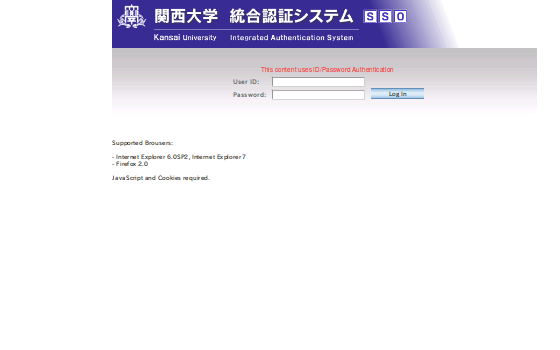 関西大学 統合認証システム SSO
Kansai University Integrated Authentication System
This content uses ID/Password Authentication
User ID:
Password:
Log In
Supported Brousers:
- Internet Explorer 6.0SP2, Internet Explorer 7
- Firefox 2.0
JavaScript and Cookies required.